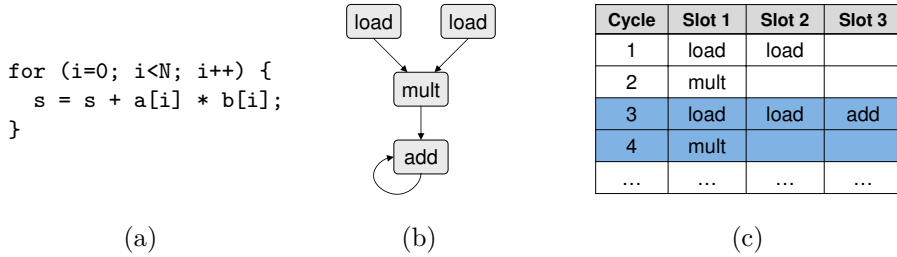 for (i=0; i<N; i++) {
  s = s + a[i] * b[i];
}
(a)
load load
mult
add
(b)
Cycle Slot 1 Slot 2 Slot 3
1 load load
2 mult
3 load load add
4 mult
... ... ... ...
(c)